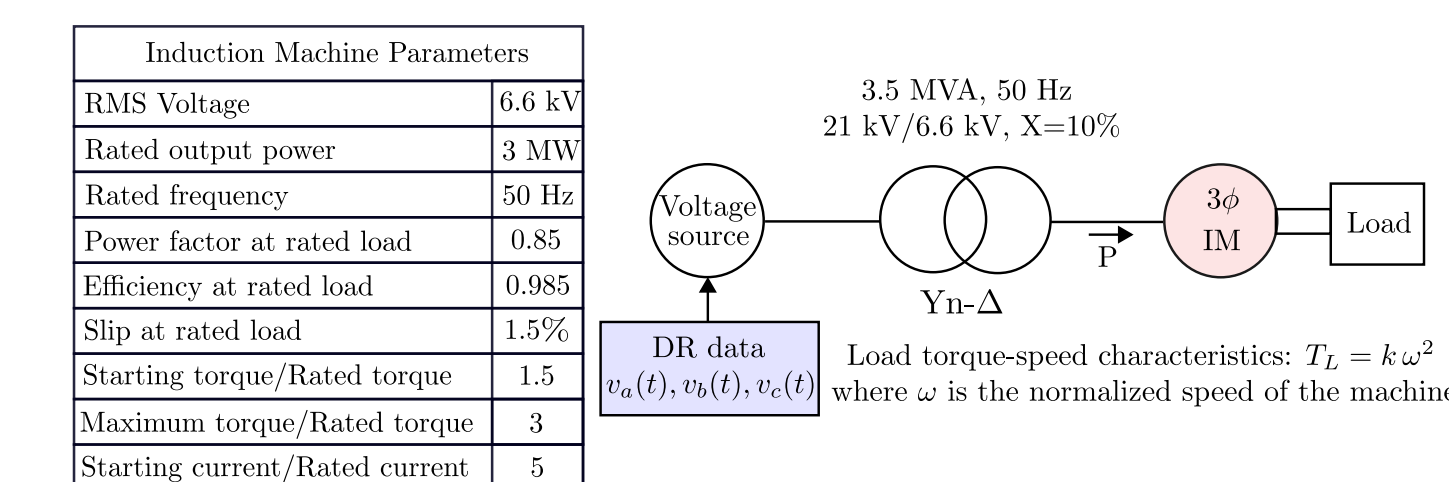 Induction Machine Parameters
RMS Voltage 6.6 kV
Rated output power 3 MW
Rated frequency 50 Hz
Power factor at rated load 0.85
Efficiency at rated load 0.985
Slip at rated load 1.5%
Starting torque/Rated torque 1.5
Maximum torque/Rated torque 3
Starting current/Rated current 5
3.5 MVA, 50 Hz
21 kV/6.6 kV, X=10%
Voltage
source
3ϕ
IM
Load
P
Yn-Δ
DR data
v_a(t), v_b(t), v_c(t)
Load torque-speed characteristics: T_L = k ω²
where ω is the normalized speed of the machine